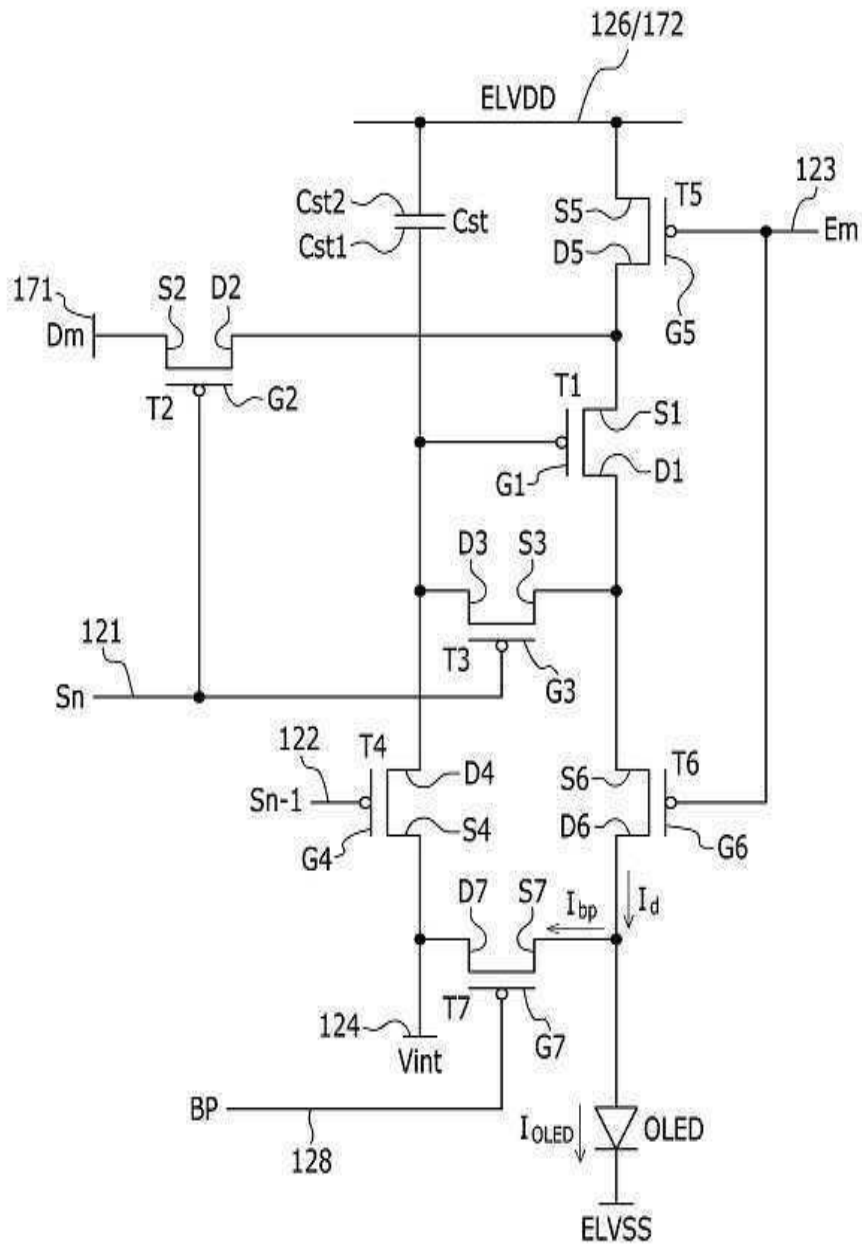 126/172
ELVDD
Cst2
Cst1
Cst
S5
D5
T5
G5
123
Em
171
Dm
S2
D2
T2
G2
T1
S1
G1
D1
D3
S3
T3
G3
121
Sn
122
Sn-1
T4
D4
S4
G4
S6
D6
T6
G6
D7
S7
Ibp
Id
T7
G7
124
Vint
BP
128
IOLED
OLED
ELVSS